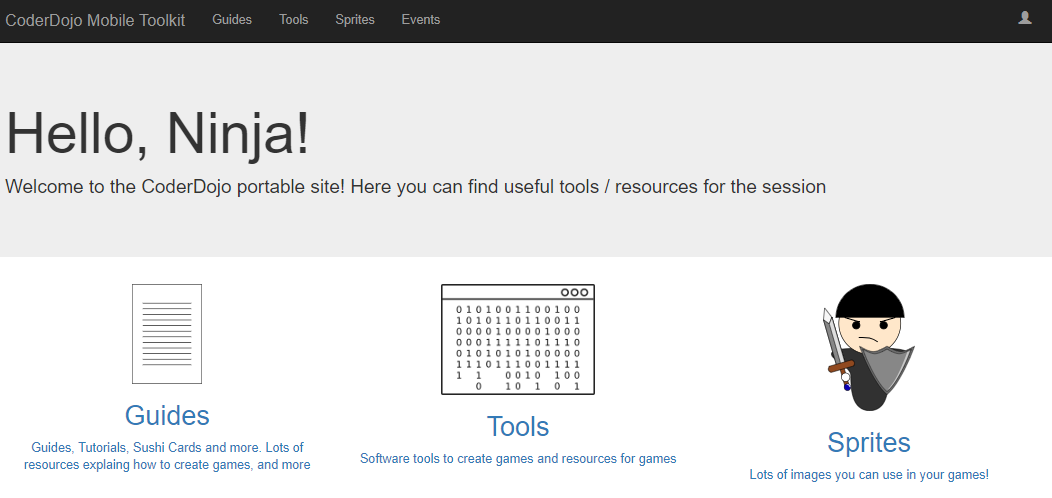 CoderDojo Mobile Toolkit Guides Tools Sprites Events
Hello, Ninja!
Welcome to the CoderDojo portable site! Here you can find useful tools / resources for the session
0 1 0 1 0 0 1 1 0 0 1 0 0
1 0 1 0 1 1 0 1 1 0 0 1 1
0 0 0 0 1 0 0 0 0 1 0 0 0
0 0 0 1 1 1 1 1 0 1 1 1 0
0 1 0 1 0 1 0 1 0 0 0 0 0
1 1 1 0 1 1 1 0 0 1 1 1 1
1 1 0 0 1 0 1 0 0
0 1 0 1 0 1
Guides
Guides, Tutorials, Sushi Cards and more. Lots of
resources explaing how to create games, and more
Tools
Software tools to create games and resources for games
Sprites
Lots of images you can use in your games!